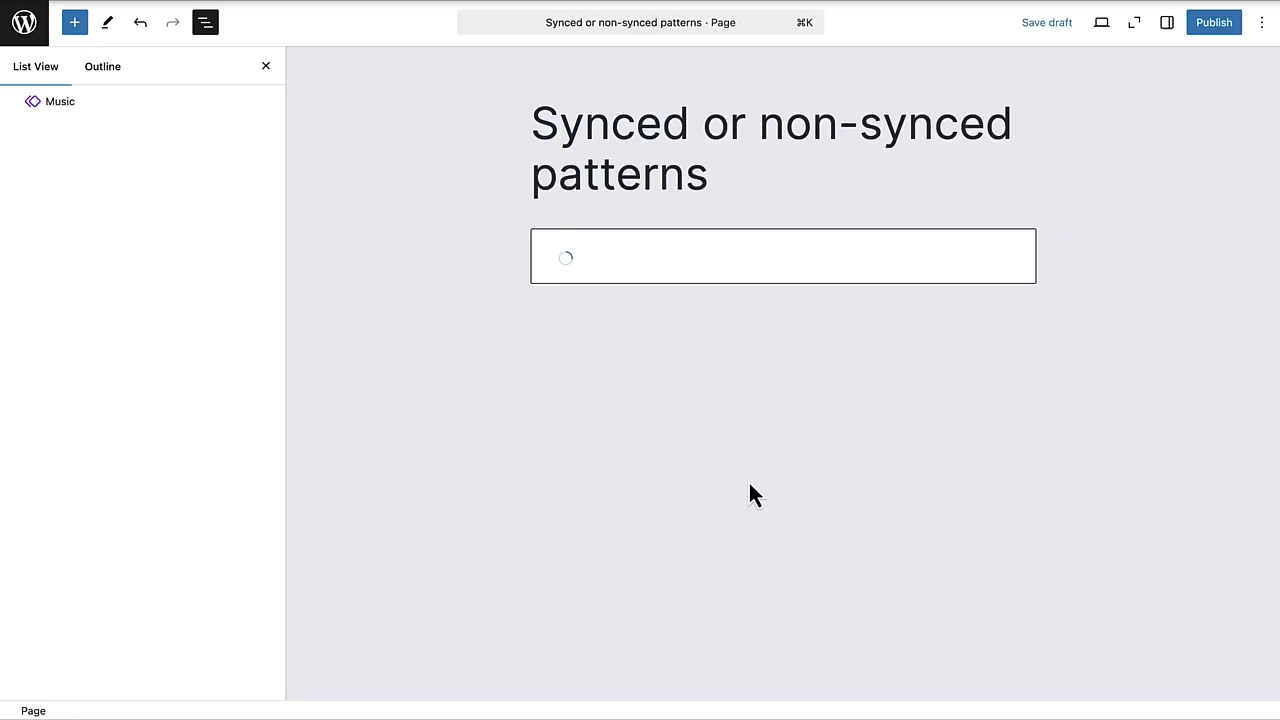 Synced or non-synced patterns · Page ⌘K
Save draft
Publish
List View
Outline
Music
Synced or non-synced
patterns
Page